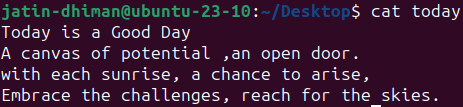 jatin-dhiman@ubuntu-23-10:~/Desktop$ cat today
Today is a Good Day
A canvas of potential ,an open door.
with each sunrise, a chance to arise,
Embrace the challenges, reach for the skies.